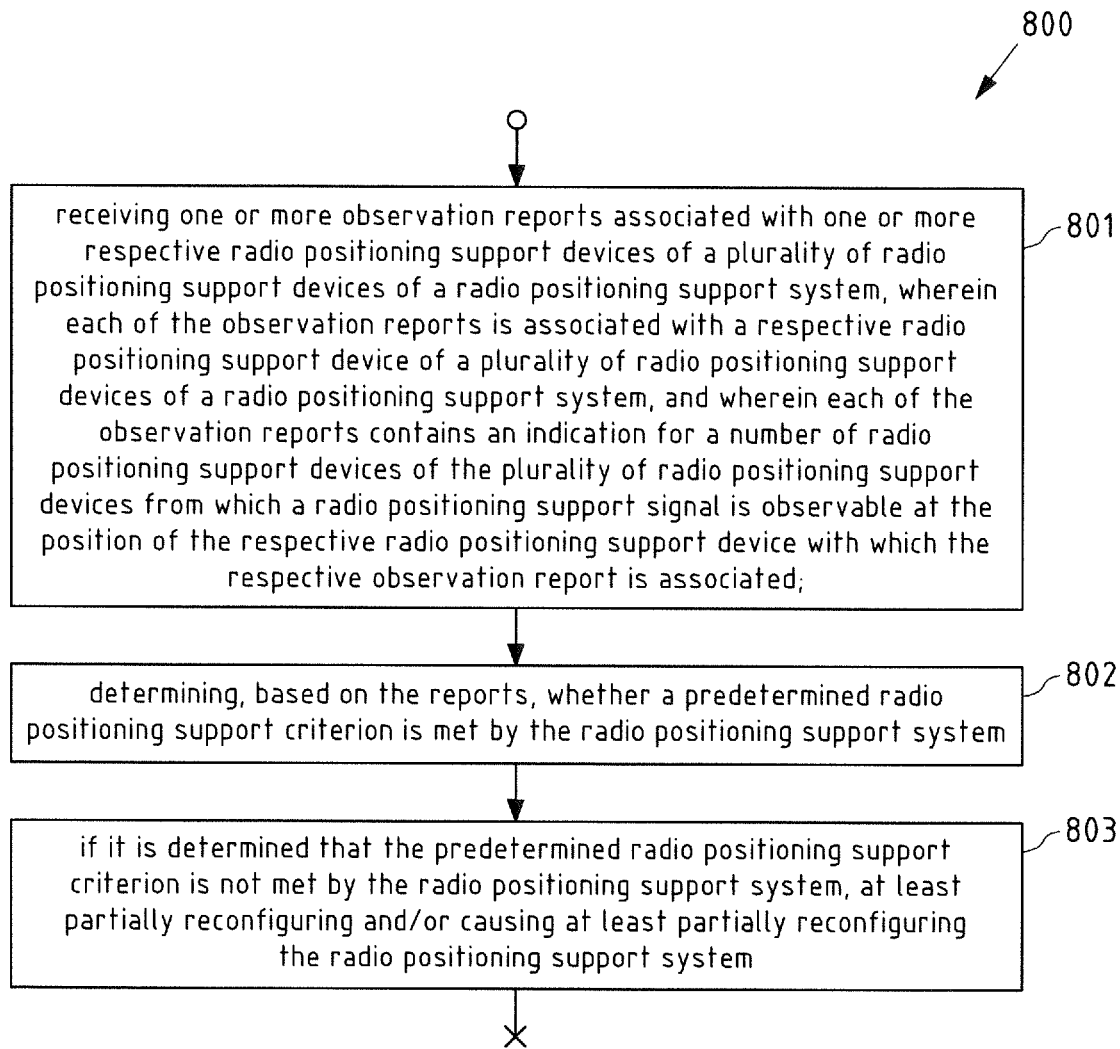 800
receiving one or more observation reports associated with one or more
respective radio positioning support devices of a plurality of radio
positioning support devices of a radio positioning support system, wherein
each of the observation reports is associated with a respective radio
positioning support device of a plurality of radio positioning support
devices of a radio positioning support system, and wherein each of the
observation reports contains an indication for a number of radio
positioning support devices of the plurality of radio positioning support
devices from which a radio positioning support signal is observable at the
position of the respective radio positioning support device with which the
respective observation report is associated;
801
determining, based on the reports, whether a predetermined radio
positioning support criterion is met by the radio positioning support system
802
if it is determined that the predetermined radio positioning support
criterion is not met by the radio positioning support system, at least
partially reconfiguring and/or causing at least partially reconfiguring
the radio positioning support system
803